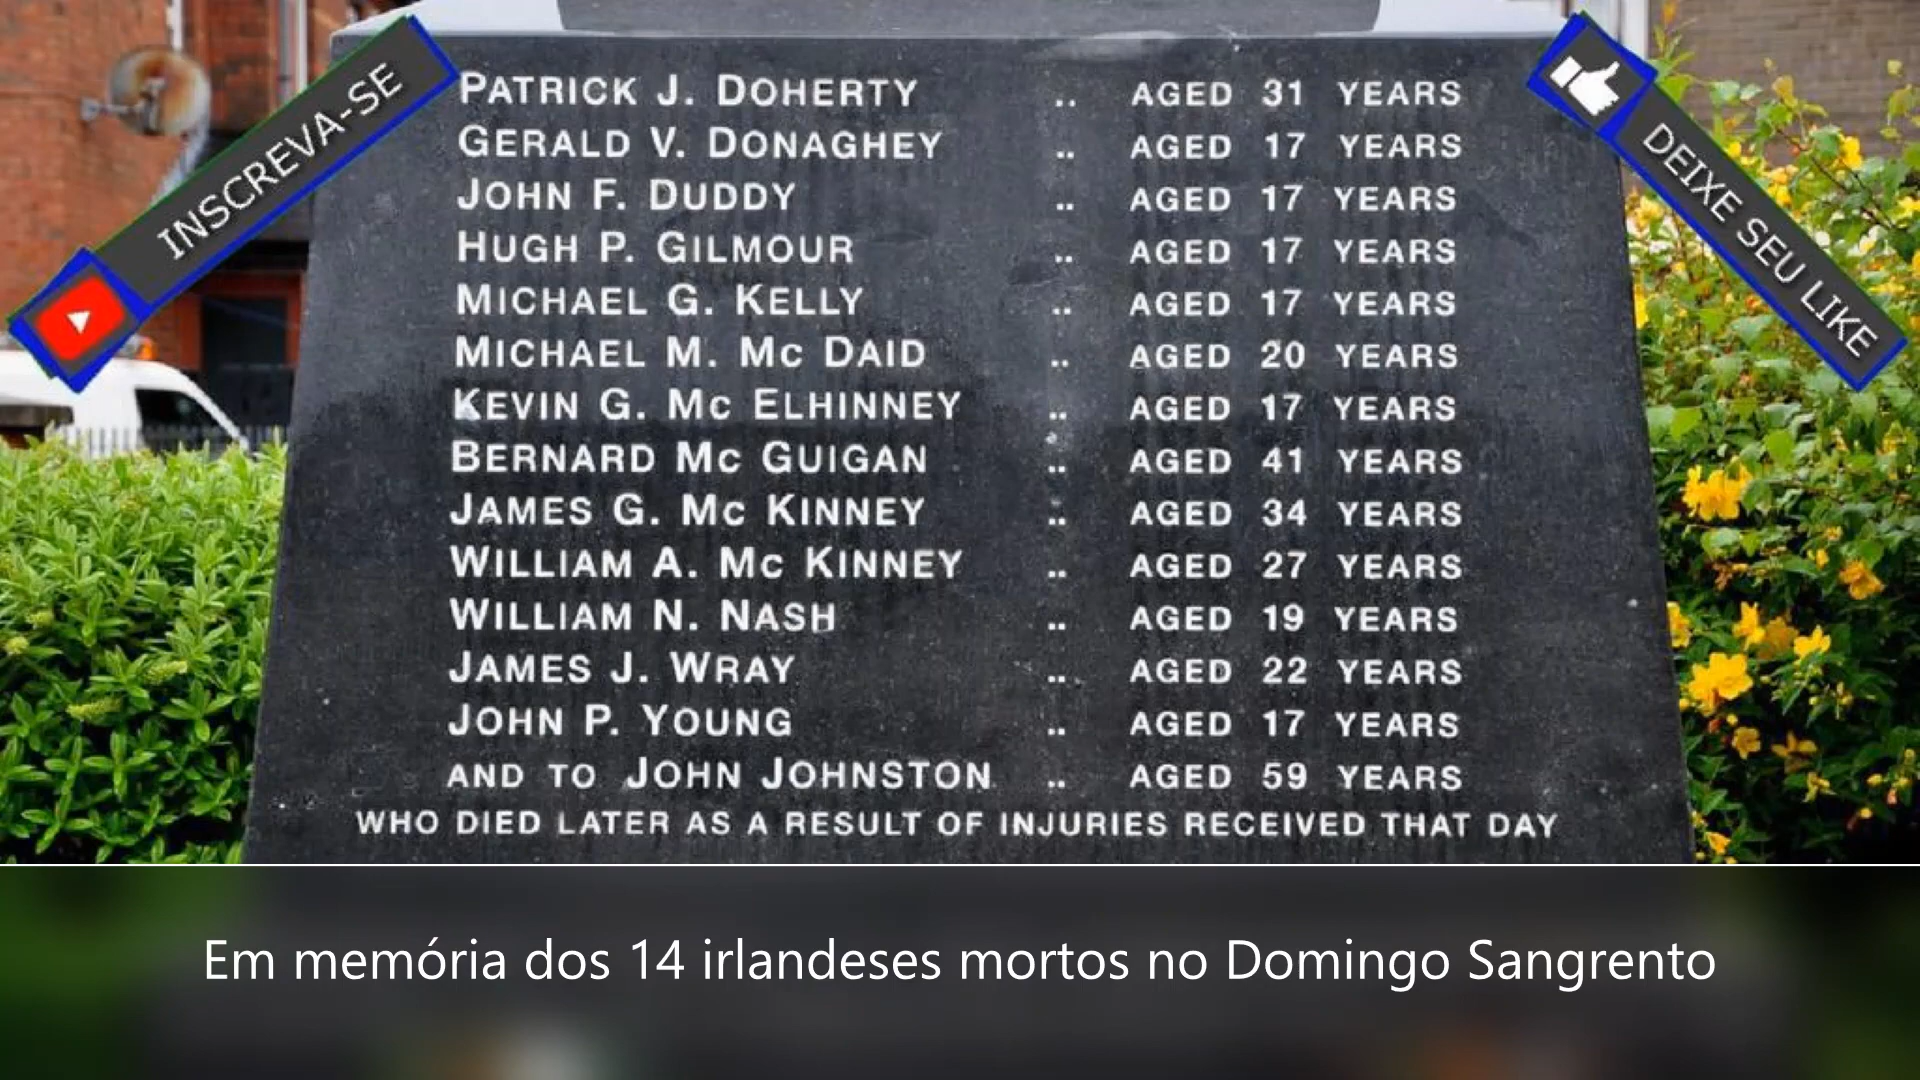 PATRICK J. DOHERTY .. AGED 31 YEARS
GERALD V. DONAGHEY .. AGED 17 YEARS
JOHN F. DUDDY .. AGED 17 YEARS
HUGH P. GILMOUR .. AGED 17 YEARS
MICHAEL G. KELLY .. AGED 17 YEARS
MICHAEL M. Mc DAID .. AGED 20 YEARS
KEVIN G. Mc ELHINNEY .. AGED 17 YEARS
BERNARD Mc GUIGAN .. AGED 41 YEARS
JAMES G. Mc KINNEY .. AGED 34 YEARS
WILLIAM A. Mc KINNEY .. AGED 27 YEARS
WILLIAM N. NASH .. AGED 19 YEARS
JAMES J. WRAY .. AGED 22 YEARS
JOHN P. YOUNG .. AGED 17 YEARS
AND TO JOHN JOHNSTON .. AGED 59 YEARS
WHO DIED LATER AS A RESULT OF INJURIES RECEIVED THAT DAY
INSCREVA-SE
DEIXE SEU LIKE
Em memória dos 14 irlandeses mortos no Domingo Sangrento